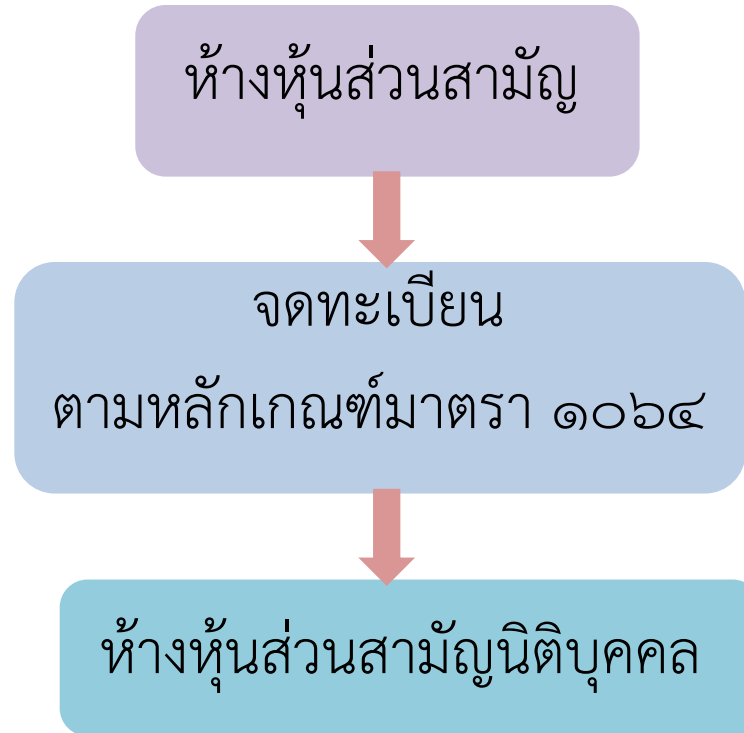 ห้างหุ้นส่วนสามัญ
จดทะเบียน
ตามหลักเกณฑ์มาตรา ๑๐๖๔
ห้างหุ้นส่วนสามัญนิติบุคคล